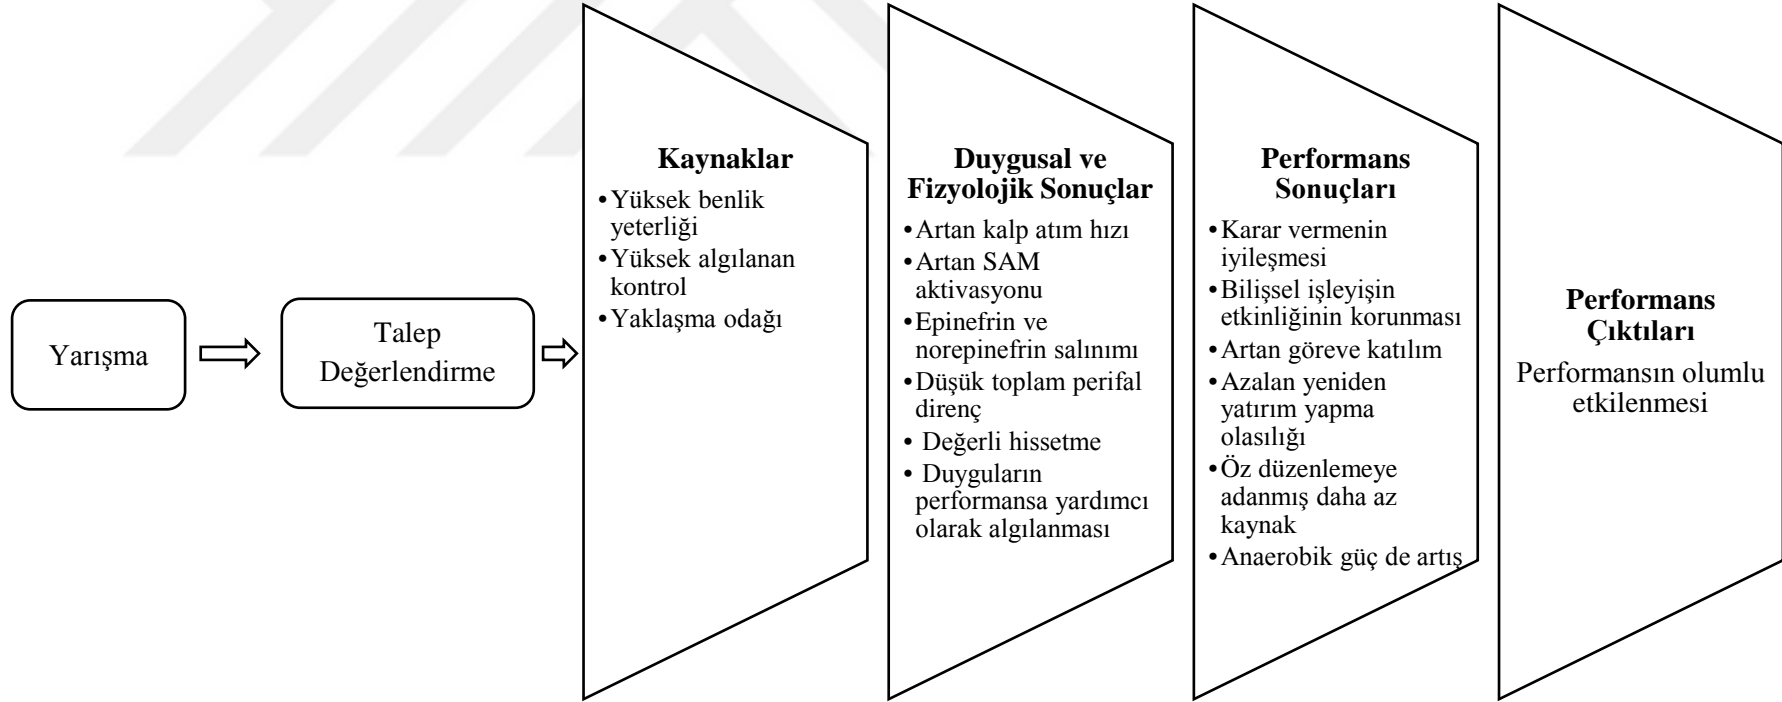 Yarışma
Talep
Değerlendirme
Kaynaklar
•Yüksek benlik
yeterliği
•Yüksek algılanan
kontrol
•Yaklaşma odağı
Duygusal ve
Fizyolojik Sonuçlar
•Artan kalp atım hızı
•Artan SAM
aktivasyonu
•Epinefrin ve
norepinefrin salınımı
•Düşük toplam perifal
direnç
• Değerli hissetme
• Duyguların
performansa yardımcı
olarak algılanması
Performans
Sonuçları
•Karar vermenin
iyileşmesi
•Bilişsel işleyişin
etkinliğinin korunması
•Artan göreve katılım
•Azalan yeniden
yatırım yapma
olasılığı
•Öz düzenlemeye
adanmış daha az
kaynak
•Anaerobik güç de artış
Performans
Çıktıları
Performansın olumlu
etkilenmesi